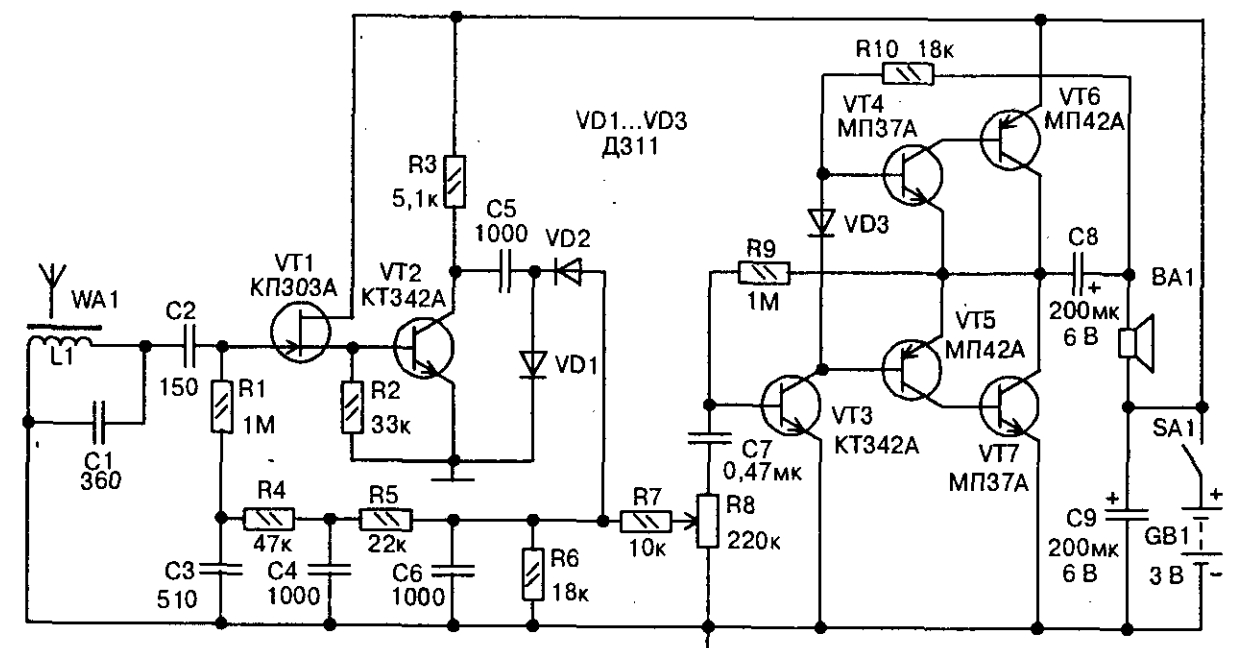 R10 18к
VT4
МП37А
VT6
МП42А
VD1...VD3
Д311
R3
5,1к
C5
1000
VD2
VD3
R9
1М
C8
+
200мк
6 В
BA1
VT1
КП303А
VT2
КТ342А
WA1
L1
C2
150
VD1
VT5
МП42А
R1
1М
R2
33к
C1
360
VT3
КТ342А
C7
0,47мк
VT7
МП37А
SA1
R4
47к
R5
22к
R7
10к
R8
220к
+
C9
200мк
6 В
+
GB1
3 В
–
C3
510
C4
1000
C6
1000
R6
18к